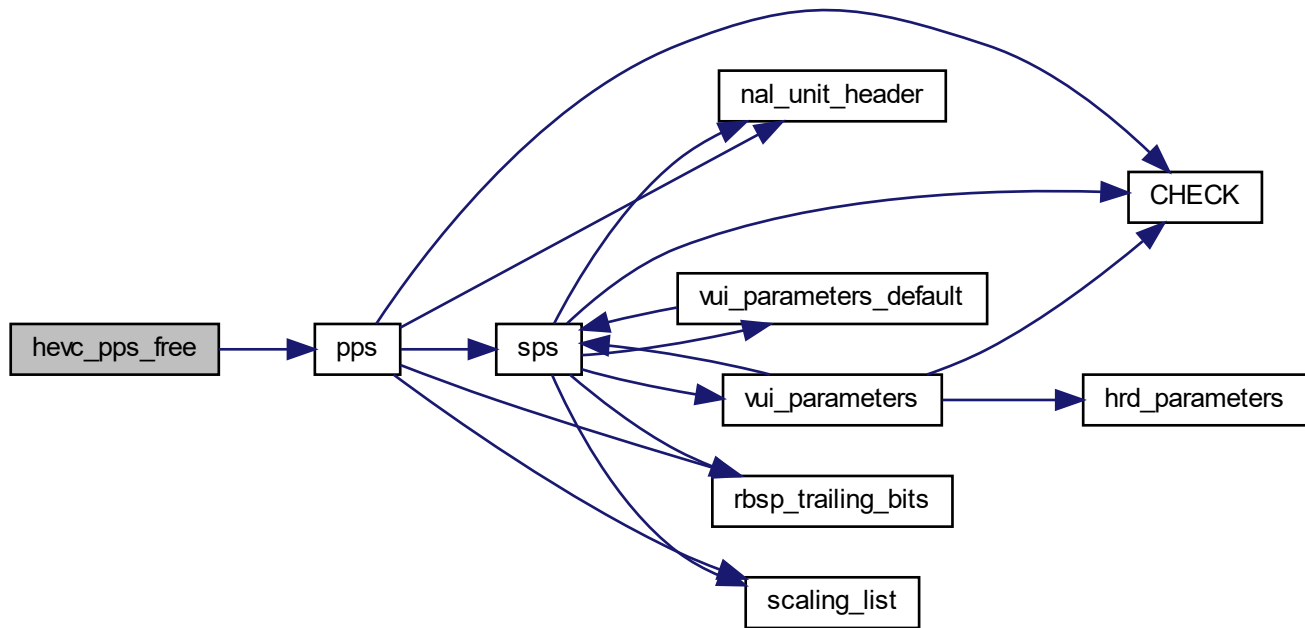 nal_unit_header
CHECK
vui_parameters_default
hevc_pps_free
pps
sps
vui_parameters
hrd_parameters
rbsp_trailing_bits
scaling_list